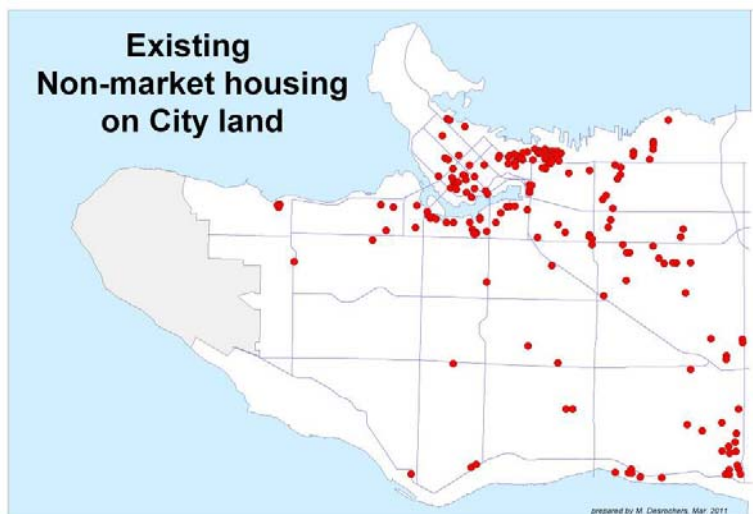 Existing
Non-market housing
on City land
prepared by M. Desrochers, Mar 2011